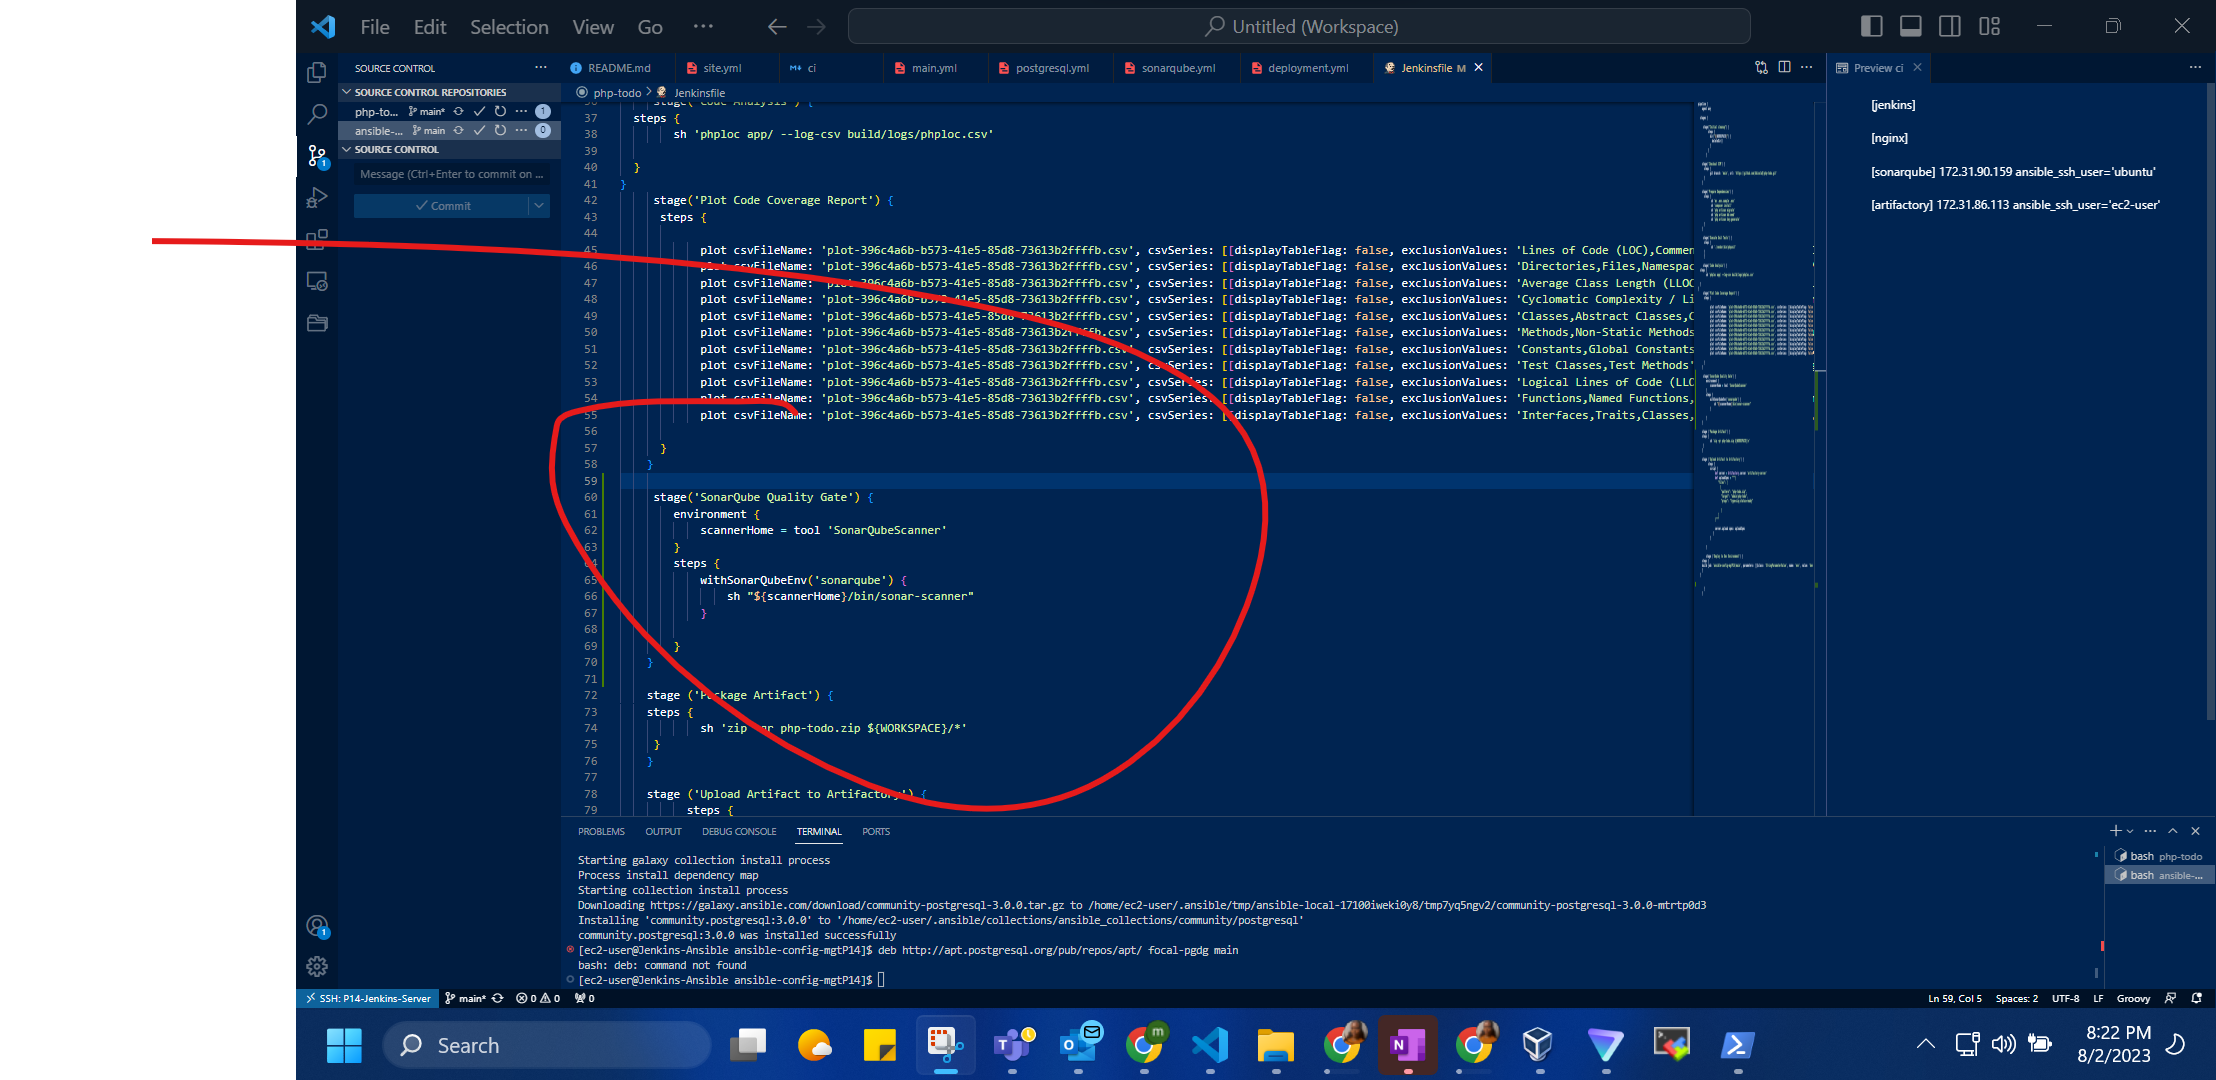 File Edit Selection View Go ···
Untitled (Workspace)
SOURCE CONTROL
SOURCE CONTROL REPOSITORIES
php-to... main* 1
ansible-... main 0
SOURCE CONTROL
Message (Ctrl+Enter to commit on ...
Commit
README.md site.yml ci main.yml postgresql.yml sonarqube.yml deployment.yml Jenkinsfile M
php-todo > Jenkinsfile
36 stage('Code Analysis') {
37 steps {
38 sh 'phploc app/ --log-csv build/logs/phploc.csv'
39
40 }
41 }
42 stage('Plot Code Coverage Report') {
43 steps {
44
45 plot csvFileName: 'plot-396c4a6b-b573-41e5-85d8-73613b2ffffb.csv', csvSeries: [[displayTableFlag: false, exclusionValues: 'Lines of Code (LOC),Commen
46 plot csvFileName: 'plot-396c4a6b-b573-41e5-85d8-73613b2ffffb.csv', csvSeries: [[displayTableFlag: false, exclusionValues: 'Directories,Files,Namespac
47 plot csvFileName: 'plot-396c4a6b-b573-41e5-85d8-73613b2ffffb.csv', csvSeries: [[displayTableFlag: false, exclusionValues: 'Average Class Length (LLOC
48 plot csvFileName: 'plot-396c4a6b-b573-41e5-85d8-73613b2ffffb.csv', csvSeries: [[displayTableFlag: false, exclusionValues: 'Cyclomatic Complexity / Li
49 plot csvFileName: 'plot-396c4a6b-b573-41e5-85d8-73613b2ffffb.csv', csvSeries: [[displayTableFlag: false, exclusionValues: 'Classes,Abstract Classes,C
50 plot csvFileName: 'plot-396c4a6b-b573-41e5-85d8-73613b2ffffb.csv', csvSeries: [[displayTableFlag: false, exclusionValues: 'Methods,Non-Static Methods
51 plot csvFileName: 'plot-396c4a6b-b573-41e5-85d8-73613b2ffffb.csv', csvSeries: [[displayTableFlag: false, exclusionValues: 'Constants,Global Constants
52 plot csvFileName: 'plot-396c4a6b-b573-41e5-85d8-73613b2ffffb.csv', csvSeries: [[displayTableFlag: false, exclusionValues: 'Test Classes,Test Methods'
53 plot csvFileName: 'plot-396c4a6b-b573-41e5-85d8-73613b2ffffb.csv', csvSeries: [[displayTableFlag: false, exclusionValues: 'Logical Lines of Code (LLO
54 plot csvFileName: 'plot-396c4a6b-b573-41e5-85d8-73613b2ffffb.csv', csvSeries: [[displayTableFlag: false, exclusionValues: 'Functions,Named Functions,
55 plot csvFileName: 'plot-396c4a6b-b573-41e5-85d8-73613b2ffffb.csv', csvSeries: [[displayTableFlag: false, exclusionValues: 'Interfaces,Traits,Classes,
56
57 }
58 }
59
60 stage('SonarQube Quality Gate') {
61 environment {
62 scannerHome = tool 'SonarQubeScanner'
63 }
64 steps {
65 withSonarQubeEnv('sonarqube') {
66 sh "${scannerHome}/bin/sonar-scanner"
67 }
68
69 }
70 }
71
72 stage ('Package Artifact') {
73 steps {
74 sh 'zip php-todo.zip ${WORKSPACE}/*'
75 }
76 }
77
78 stage ('Upload Artifact to Artifactory') {
79 steps {
Preview ci
[jenkins]
[nginx]
[sonarqube] 172.31.90.159 ansible_ssh_user='ubuntu'
[artifactory] 172.31.86.113 ansible_ssh_user='ec2-user'
PROBLEMS OUTPUT DEBUG CONSOLE TERMINAL PORTS
Starting galaxy collection install process
Process install dependency map
Starting collection install process
Downloading https://galaxy.ansible.com/download/community-postgresql-3.0.0.tar.gz to /home/ec2-user/.ansible/tmp/ansible-local-17100iweki0y8/tmp7yq5ngv2/community-postgresql-3.0.0-mtrtp0d3
Installing 'community.postgresql:3.0.0' to '/home/ec2-user/.ansible/collections/ansible_collections/community/postgresql'
community.postgresql:3.0.0 was installed successfully
[ec2-user@Jenkins-Ansible ansible-config-mgtP14]$ deb http://apt.postgresql.org/pub/repos/apt/ focal-pgdg main
bash: deb: command not found
[ec2-user@Jenkins-Ansible ansible-config-mgtP14]$
bash php-todo
bash ansible-...
SSH: P14-Jenkins-Server main* 0 0 0
Ln 59, Col 5 Spaces: 2 UTF-8 LF Groovy
Search
8:22 PM
8/2/2023